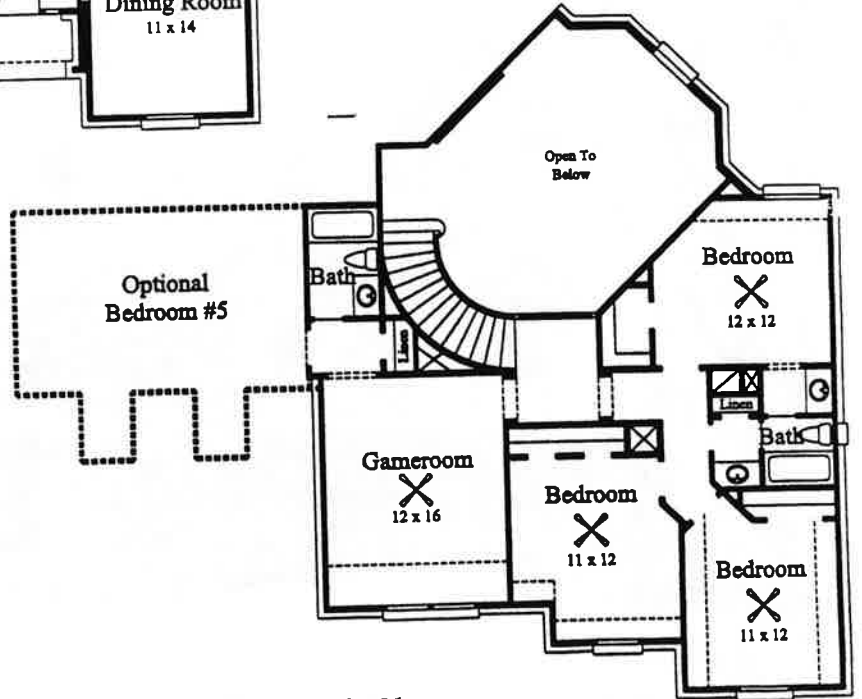 Dining Room
11 x 14
Open To
Below
Optional
Bedroom #5
Bath
Linen
Bedroom
12 x 12
Linen
Bath
Gameroom
12 x 16
Bedroom
11 x 12
Bedroom
11 x 12